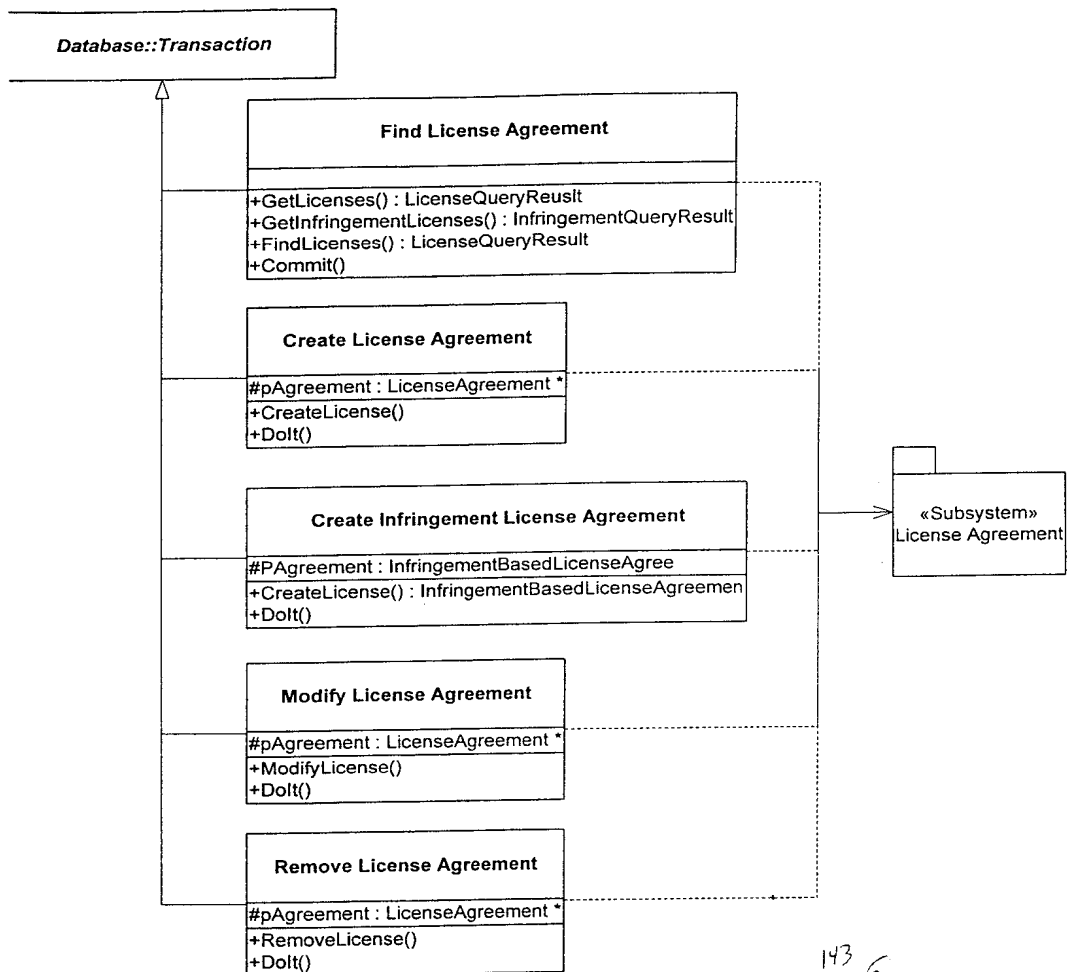 Database::Transaction
Find License Agreement
+GetLicenses() : LicenseQueryReuslt
+GetInfringementLicenses() : InfringementQueryResult
+FindLicenses() : LicenseQueryResult
+Commit()
Create License Agreement
#pAgreement : LicenseAgreement *
+CreateLicense()
+DoIt()
Create Infringement License Agreement
#PAgreement : InfringementBasedLicenseAgree
+CreateLicense() : InfringementBasedLicenseAgreemen
+DoIt()
«Subsystem»
License Agreement
Modify License Agreement
#pAgreement : LicenseAgreement *
+ModifyLicense()
+DoIt()
Remove License Agreement
#pAgreement : LicenseAgreement *
+RemoveLicense()
+DoIt()
143